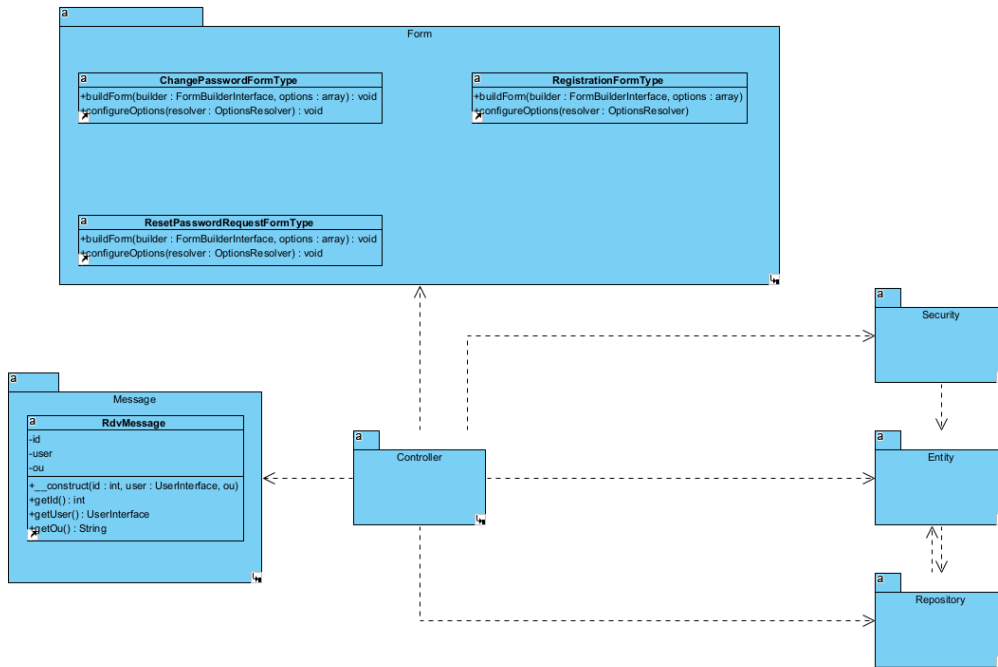 a
Form
a
ChangePasswordFormType
+buildForm(builder : FormBuilderInterface, options : array) : void
+configureOptions(resolver : OptionsResolver) : void
a
RegistrationFormType
+buildForm(builder : FormBuilderInterface, options : array)
+configureOptions(resolver : OptionsResolver)
a
ResetPasswordRequestFormType
+buildForm(builder : FormBuilderInterface, options : array) : void
+configureOptions(resolver : OptionsResolver) : void
a
Security
a
Message
a
RdvMessage
-id
-user
-ou
+__construct(id : int, user : UserInterface, ou)
+getId() : int
+getUser() : UserInterface
+getOu() : String
a
Controller
a
Entity
a
Repository